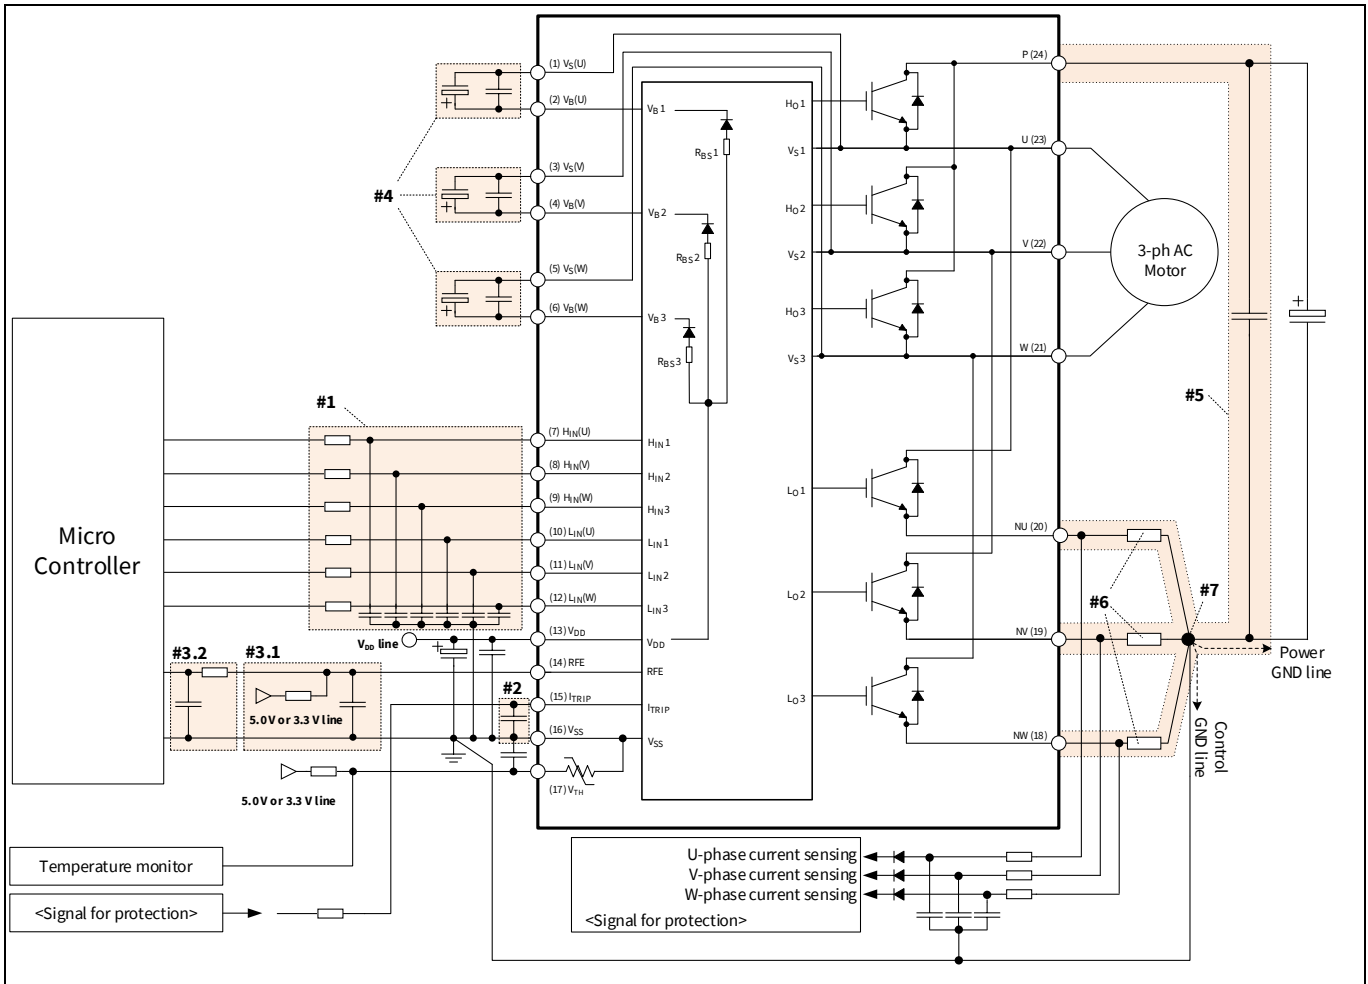 (1) VS(U)
(2) VB(U)
(3) VS(V)
(4) VB(V)
(5) VS(W)
(6) VB(W)
#4
#1
(7) HIN(U)
(8) HIN(V)
(9) HIN(W)
(10) LIN(U)
(11) LIN(V)
(12) LIN(W)
(13) VDD
(14) RFE
(15) ITRIP
(16) VSS
(17) VTH
VDD line
+
+
+
+
#3.2
#3.1
#2
5.0V or 3.3 V line
5.0V or 3.3 V line
Micro
Controller
Temperature monitor
<Signal for protection>
VB1
RBS1
VB2
RBS2
VB3
RBS3
HIN1
HIN2
HIN3
LIN1
LIN2
LIN3
VDD
RFE
ITRIP
VSS
HO1
VS1
HO2
VS2
HO3
VS3
LO1
LO2
LO3
P (24)
U (23)
V (22)
W (21)
NU (20)
NV (19)
NW (18)
3-ph AC
Motor
+
#5
#6
#7
Power
GND line
Control
GND line
U-phase current sensing
V-phase current sensing
W-phase current sensing
<Signal for protection>